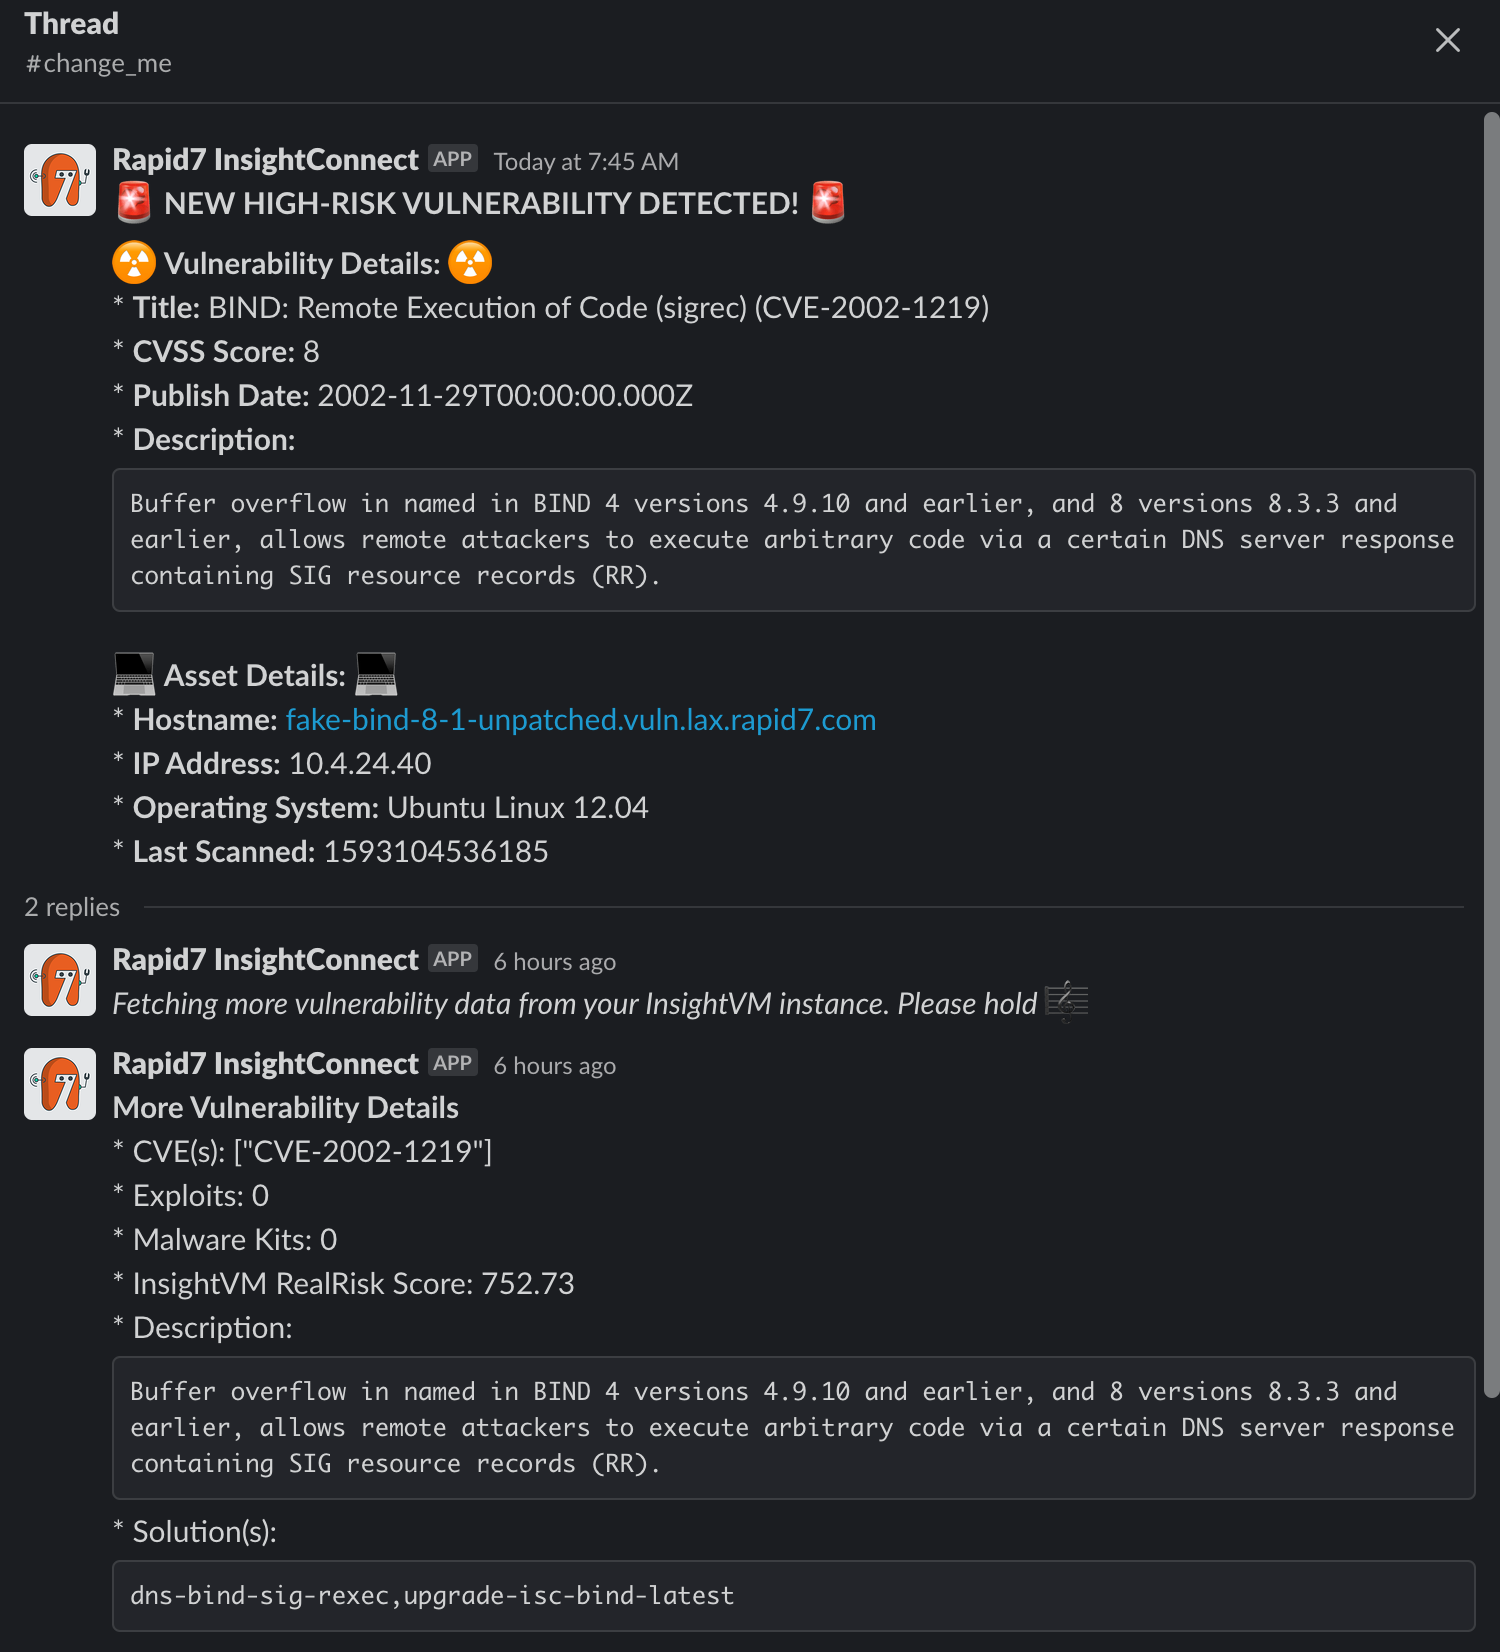 Thread
#change_me
Rapid7 InsightConnect APP Today at 7:45 AM
NEW HIGH-RISK VULNERABILITY DETECTED!
Vulnerability Details:
* Title: BIND: Remote Execution of Code (sigrec) (CVE-2002-1219)
* CVSS Score: 8
* Publish Date: 2002-11-29T00:00:00.000Z
* Description:
Buffer overflow in named in BIND 4 versions 4.9.10 and earlier, and 8 versions 8.3.3 and
earlier, allows remote attackers to execute arbitrary code via a certain DNS server response
containing SIG resource records (RR).
Asset Details:
* Hostname: fake-bind-8-1-unpatched.vuln.lax.rapid7.com
* IP Address: 10.4.24.40
* Operating System: Ubuntu Linux 12.04
* Last Scanned: 1593104536185
2 replies
Rapid7 InsightConnect APP 6 hours ago
Fetching more vulnerability data from your InsightVM instance. Please hold
Rapid7 InsightConnect APP 6 hours ago
More Vulnerability Details
* CVE(s): ["CVE-2002-1219"]
* Exploits: 0
* Malware Kits: 0
* InsightVM RealRisk Score: 752.73
* Description:
Buffer overflow in named in BIND 4 versions 4.9.10 and earlier, and 8 versions 8.3.3 and
earlier, allows remote attackers to execute arbitrary code via a certain DNS server response
containing SIG resource records (RR).
* Solution(s):
dns-bind-sig-rexec,upgrade-isc-bind-latest